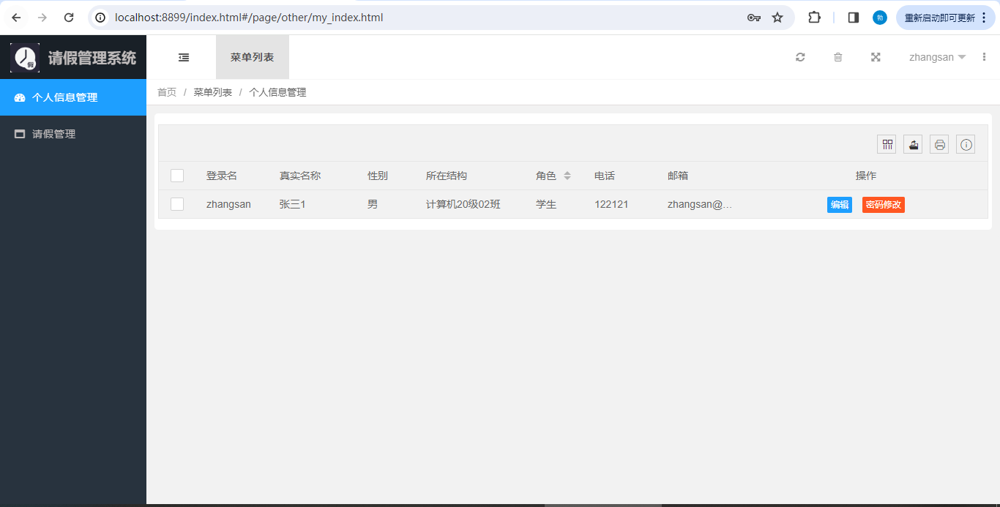 localhost:8899/index.html#/page/other/my_index.html
勃
重新启动即可更新
假
请假管理系统
菜单列表
zhangsan
个人信息管理
请假管理
首页 / 菜单列表 / 个人信息管理
登录名 真实名称 性别 所在结构 角色 电话 邮箱 操作
zhangsan 张三1 男 计算机20级02班 学生 122121 zhangsan@... 编辑 密码修改